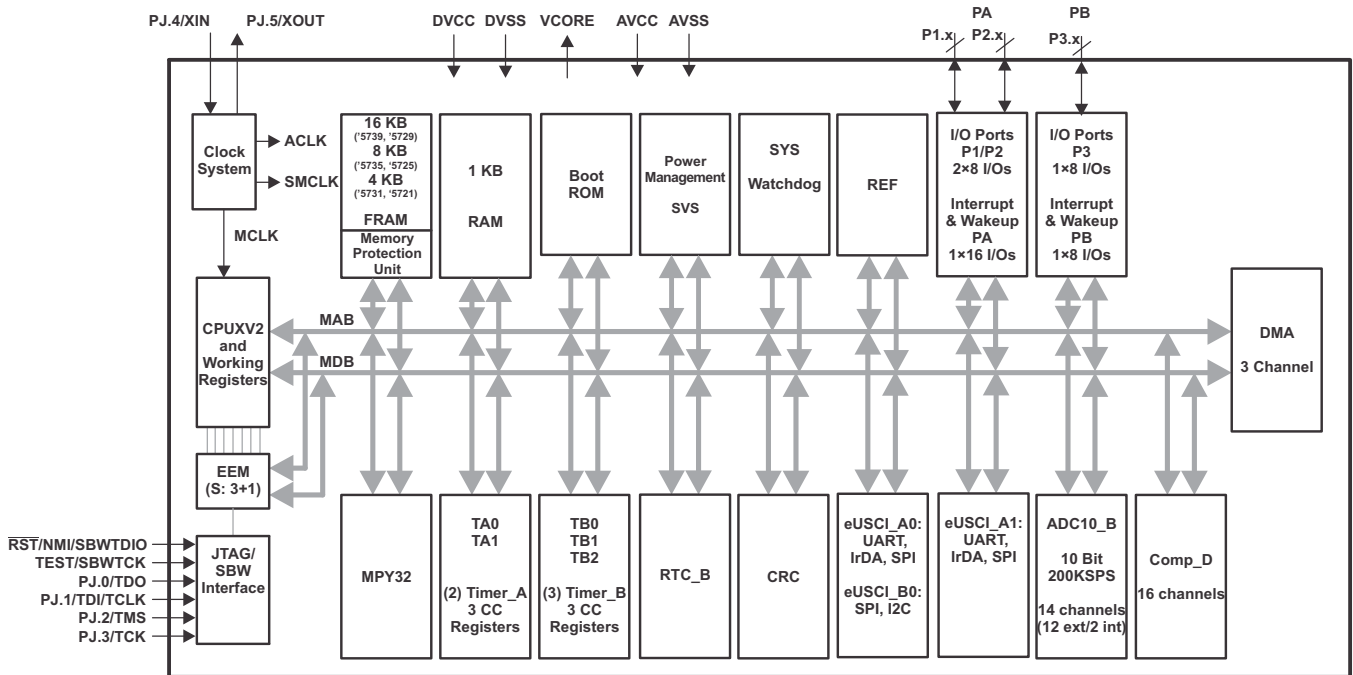 PJ.4/XIN
PJ.5/XOUT
DVCC
DVSS
VCORE
AVCC
AVSS
PA
P1.x
P2.x
PB
P3.x
Clock
System
ACLK
SMCLK
MCLK
16 KB
('5739, '5729)
8 KB
('5735, '5725)
4 KB
('5731, '5721)
FRAM
Memory
Protection
Unit
1 KB
RAM
Boot
ROM
Power
Management
SVS
SYS
Watchdog
REF
I/O Ports
P1/P2
2×8 I/Os
Interrupt
& Wakeup
PA
1×16 I/Os
I/O Ports
P3
1×8 I/Os
Interrupt
& Wakeup
PB
1×8 I/Os
CPUXV2
and
Working
Registers
MAB
MDB
DMA
3 Channel
EEM
(S: 3+1)
RST/NMI/SBWTDIO
TEST/SBWTCK
PJ.0/TDO
PJ.1/TDI/TCLK
PJ.2/TMS
PJ.3/TCK
JTAG/
SBW
Interface
MPY32
TA0
TA1
(2) Timer_A
3 CC
Registers
TB0
TB1
TB2
(3) Timer_B
3 CC
Registers
RTC_B
CRC
eUSCI_A0:
UART,
IrDA, SPI
eUSCI_B0:
SPI, I2C
eUSCI_A1:
UART,
IrDA, SPI
ADC10_B
10 Bit
200KSPS
14 channels
(12 ext/2 int)
Comp_D
16 channels